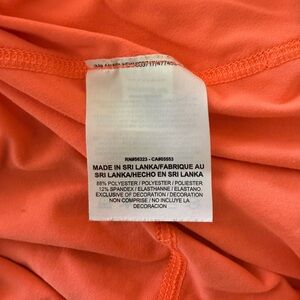 RN#56323 - CA#05553
MADE IN SRI LANKA/FABRIQUE AU
SRI LANKA/HECHO EN SRI LANKA
88% POLYESTER / POLYESTER / POLIESTER
12% SPANDEX / ELASTHANNE / ELASTANO.
EXCLUSIVE OF DECORATION / DECORATION
NON COMPRISE / NO INCLUYE LA
DECORACION